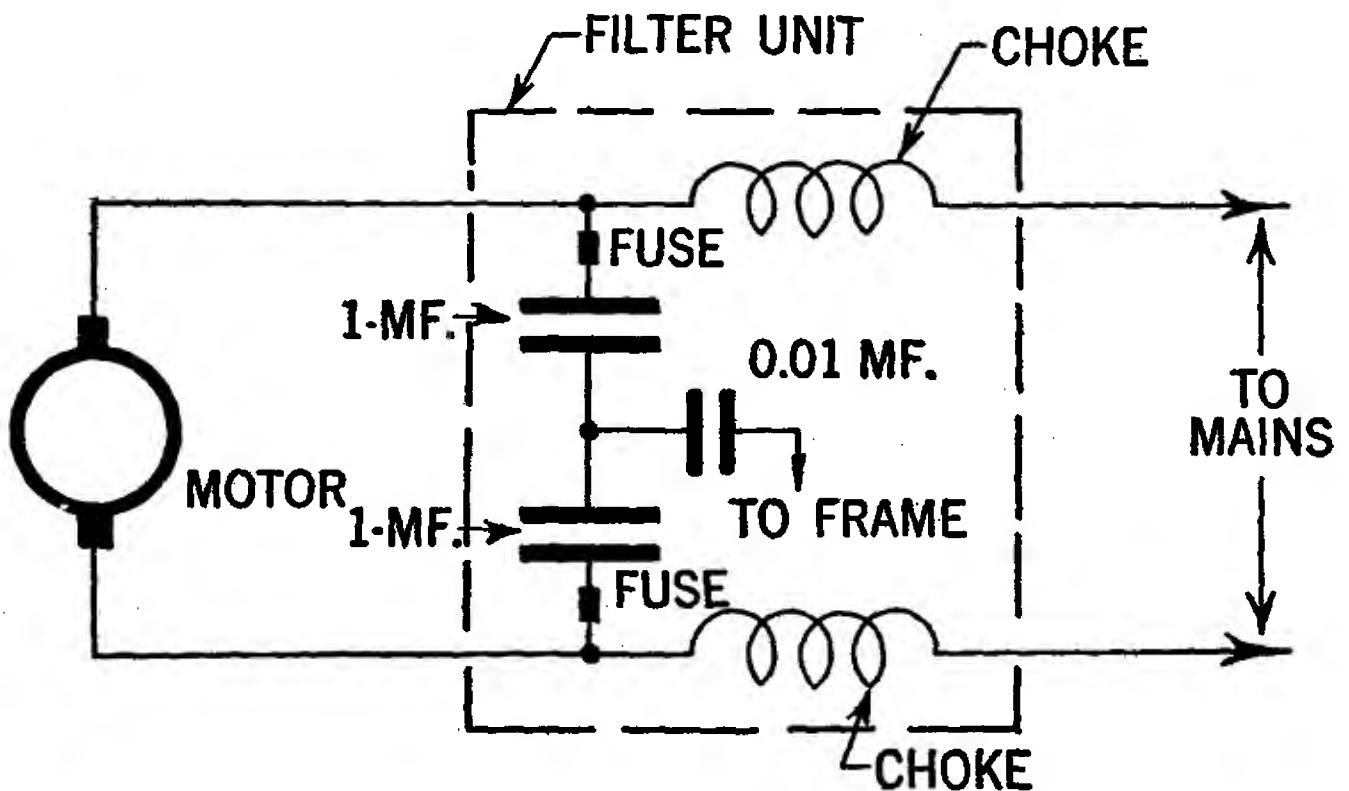 FILTER UNIT
CHOKE
FUSE
1-MF.
0.01 MF.
TO
MAINS
MOTOR
1-MF.
TO FRAME
FUSE
CHOKE